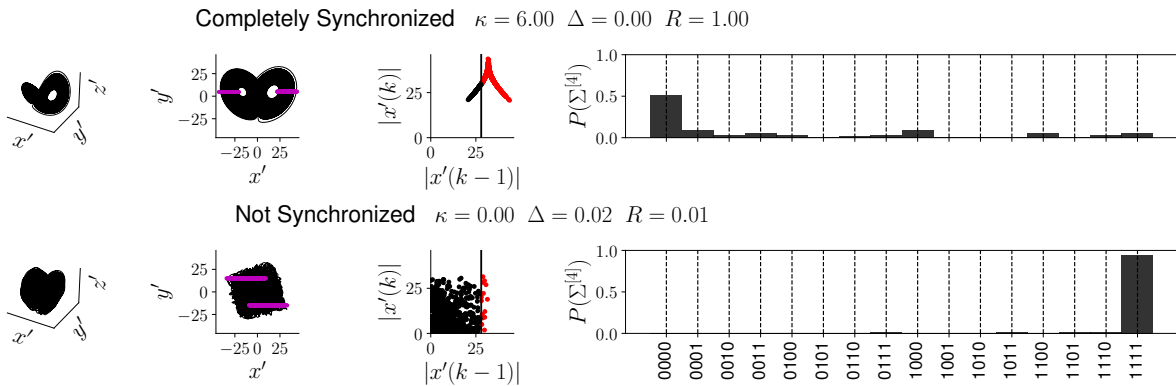 Completely Synchronized κ = 6.00 Δ = 0.00 R = 1.00
x′ y′ z′
y′ 25 0 −25
−25 0 25
x′
|x′(k)| 25 0
0 25
|x′(k − 1)|
P(Σ^[4]) 1.0 0.5 0.0
Not Synchronized κ = 0.00 Δ = 0.02 R = 0.01
x′ y′ z′
y′ 25 0 −25
−25 0 25
x′
|x′(k)| 25 0
0 25
|x′(k − 1)|
P(Σ^[4]) 1.0 0.5 0.0
0000 0001 0010 0011 0100 0101 0110 0111 1000 1001 1010 1011 1100 1101 1110 1111